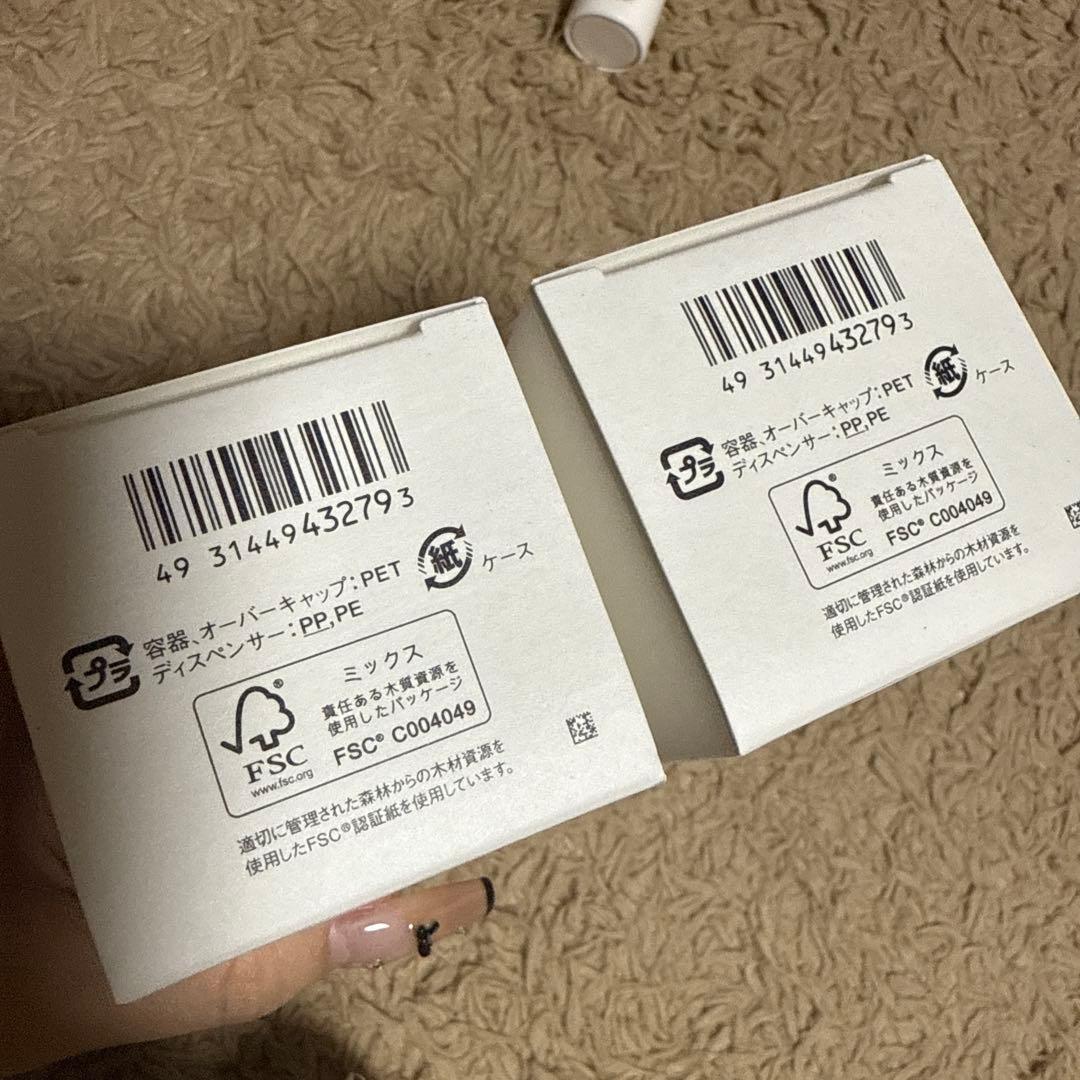 49 31449432793
プラ
容器、オーバーキャップ：PET
ディスペンサー：PP,PE
紙
ケース
FSC®
www.fsc.org
ミックス
責任ある木質資源を
使用したパッケージ
FSC® C004049
適切に管理された森林からの木材資源を
使用したFSC®認証紙を使用しています。
49 31449432793
プラ
容器、オーバーキャップ：PET
ディスペンサー：PP,PE
紙
ケース
FSC®
www.fsc.org
ミックス
責任ある木質資源を
使用したパッケージ
FSC® C004049
適切に管理された森林からの木材資源を
使用したFSC®認証紙を使用しています。